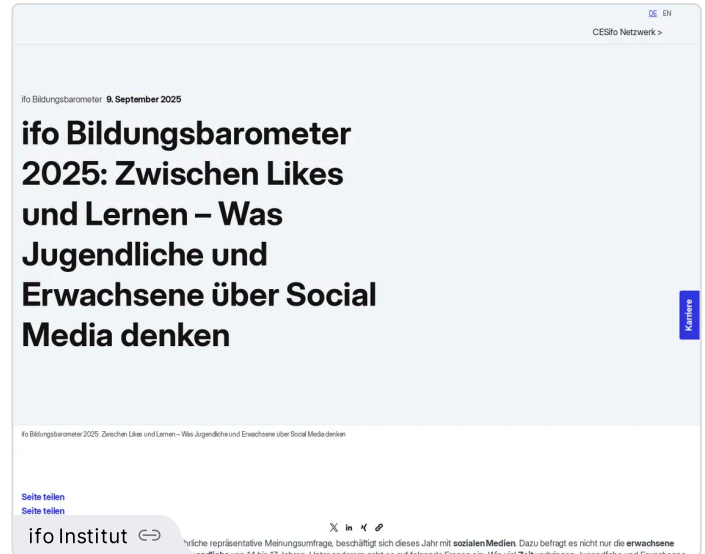 DE EN
CESifo Netzwerk >
ifo Bildungsbarometer 9. September 2025
ifo Bildungsbarometer
2025: Zwischen Likes
und Lernen – Was
Jugendliche und
Erwachsene über Social
Media denken
Karriere
ifo Bildungsbarometer 2025: Zwischen Likes und Lernen – Was Jugendliche und Erwachsene über Social Media denken
Seite teilen
Seite teilen
repräsentative Meinungsumfrage, beschäftigt sich dieses Jahr mit sozialen Medien. Dazu befragt es nicht nur die erwachsene
ifo Institut